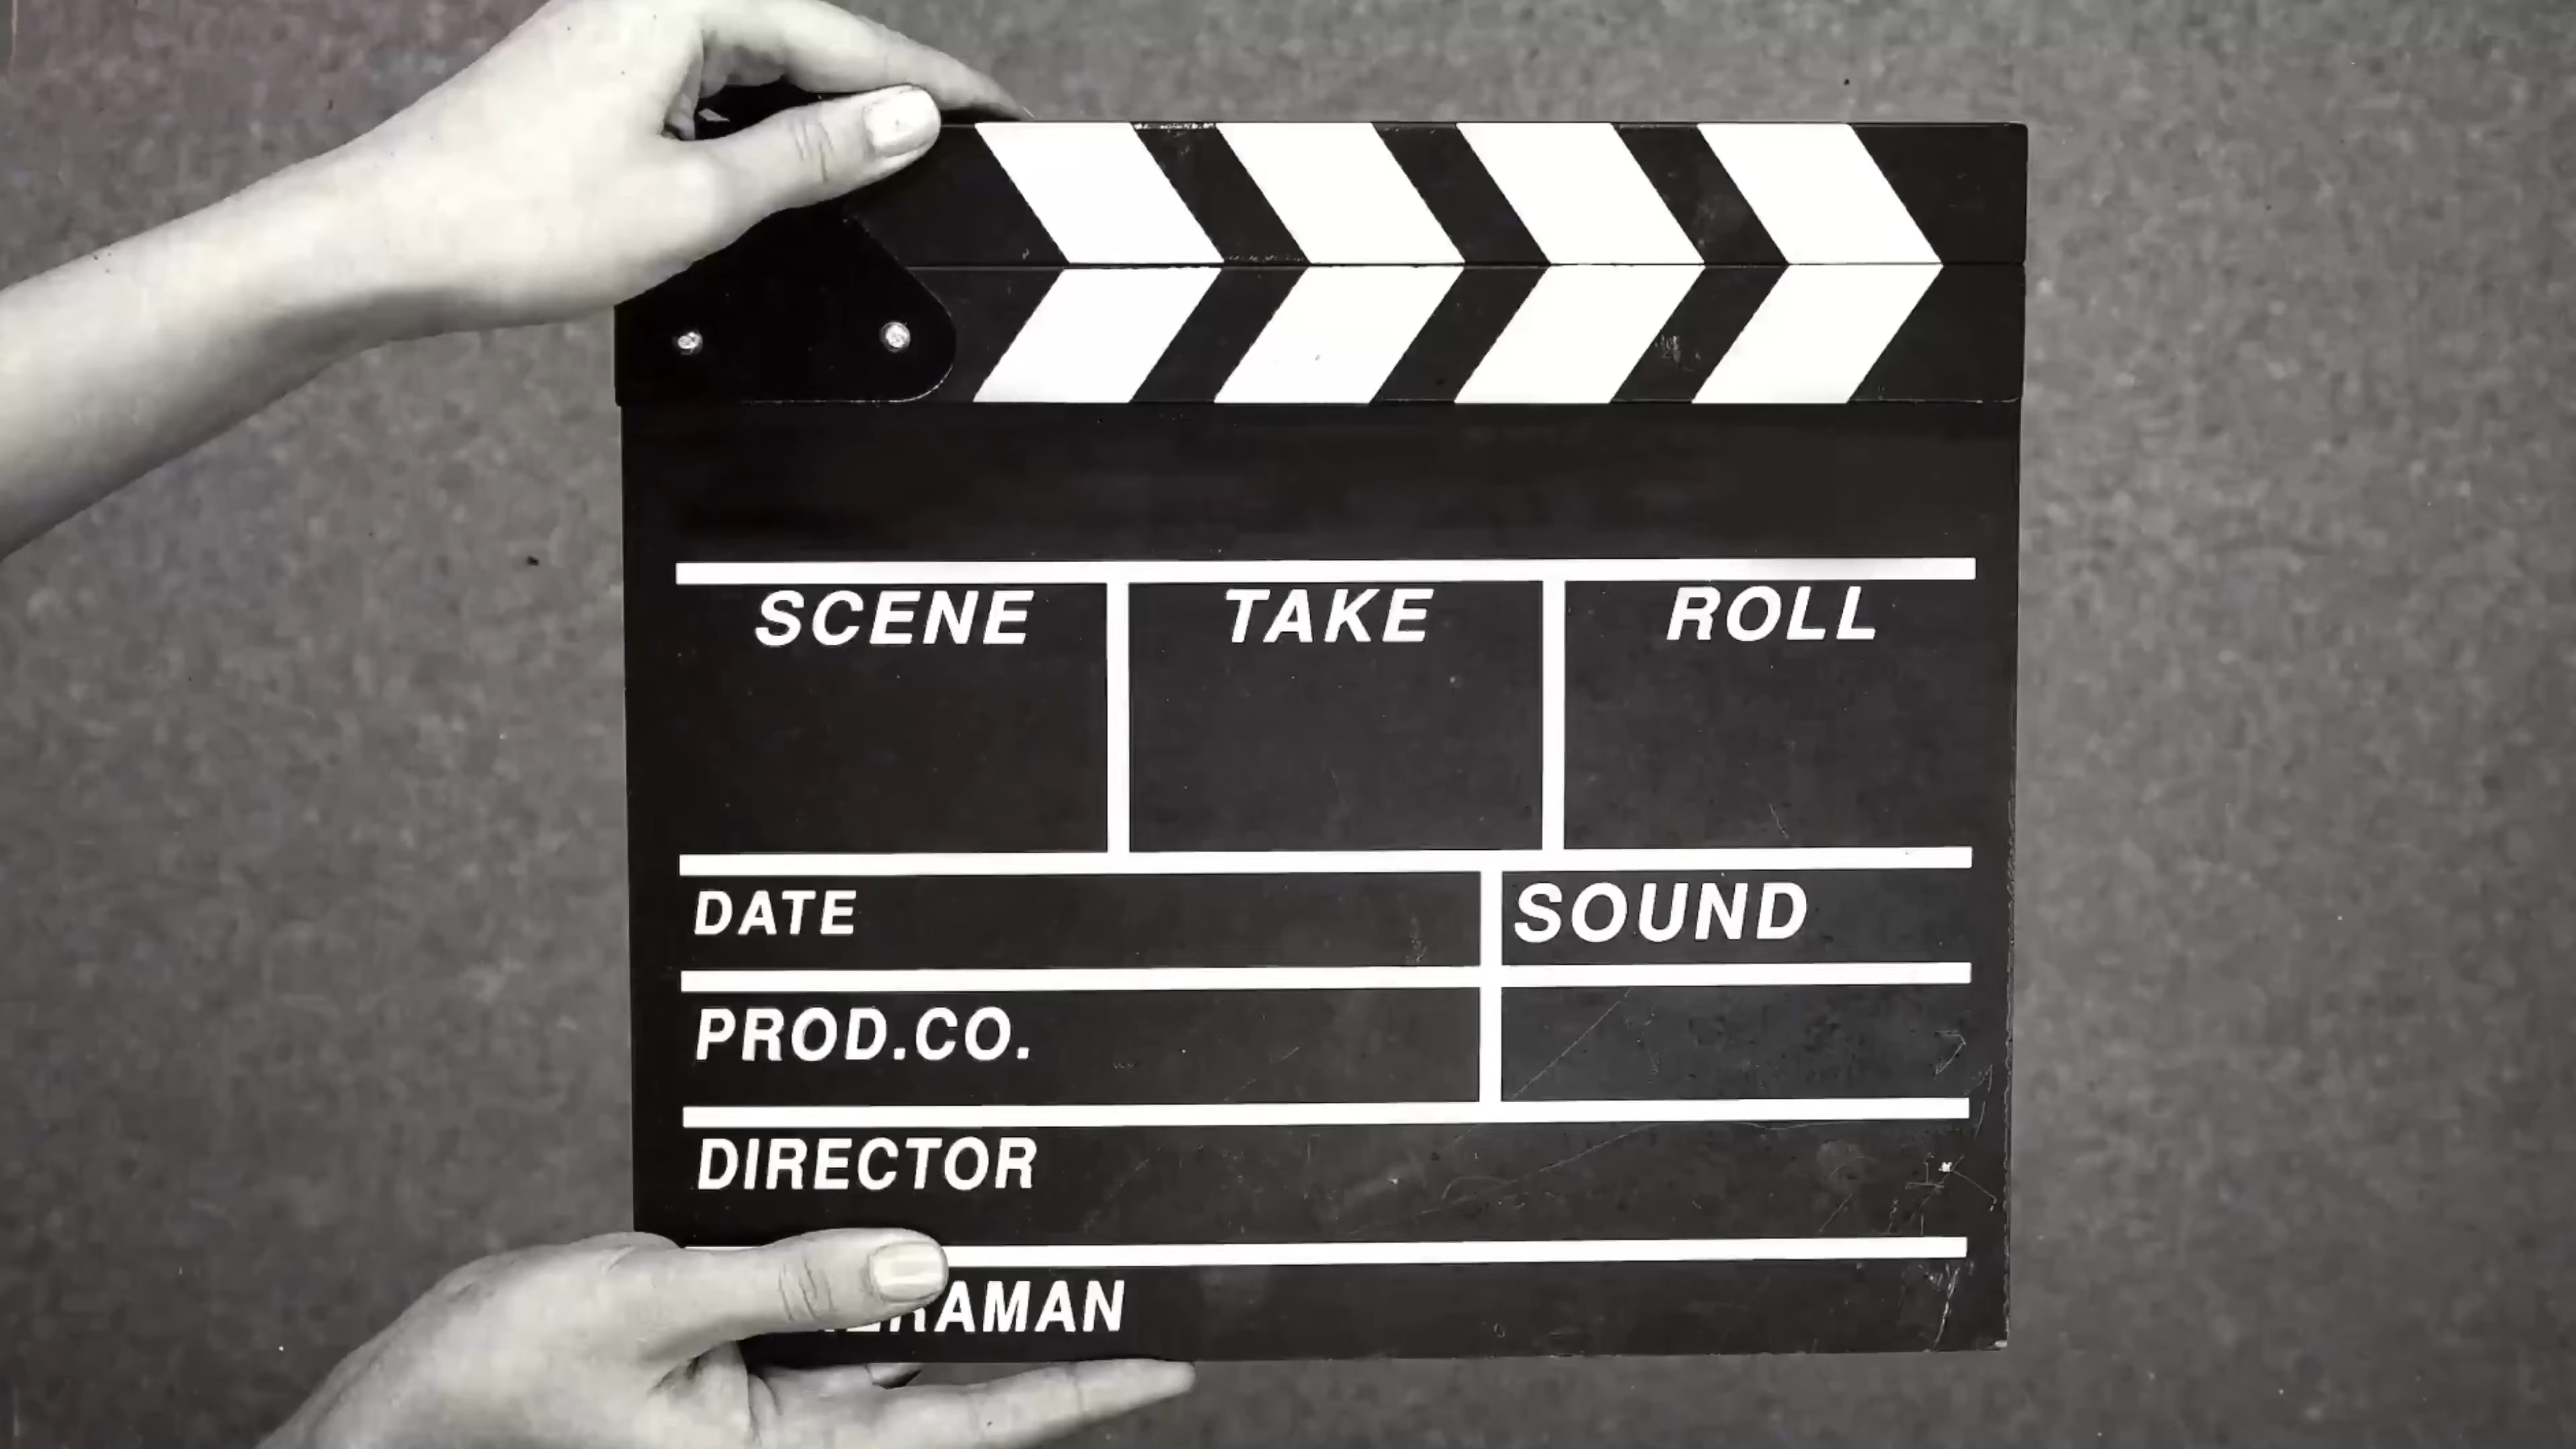 SCENE TAKE ROLL
DATE SOUND
PROD.CO.
DIRECTOR